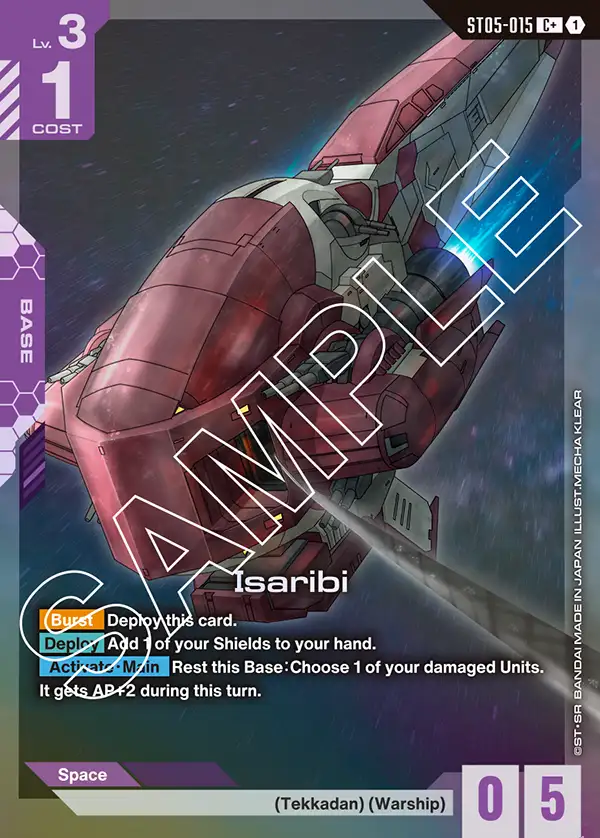 ST05-015 C+ 1
Lv. 3
1
COST
BASE
SAMPLE
Isaribi
Burst Deploy this card.
Deploy Add 1 of your Shields to your hand.
Activate･Main Rest this Base：Choose 1 of your damaged Units.
It gets AP+2 during this turn.
©ST･SR BANDAI MADE IN JAPAN ILLUST.MECHA KLEAR
Space
(Tekkadan) (Warship)
0 5